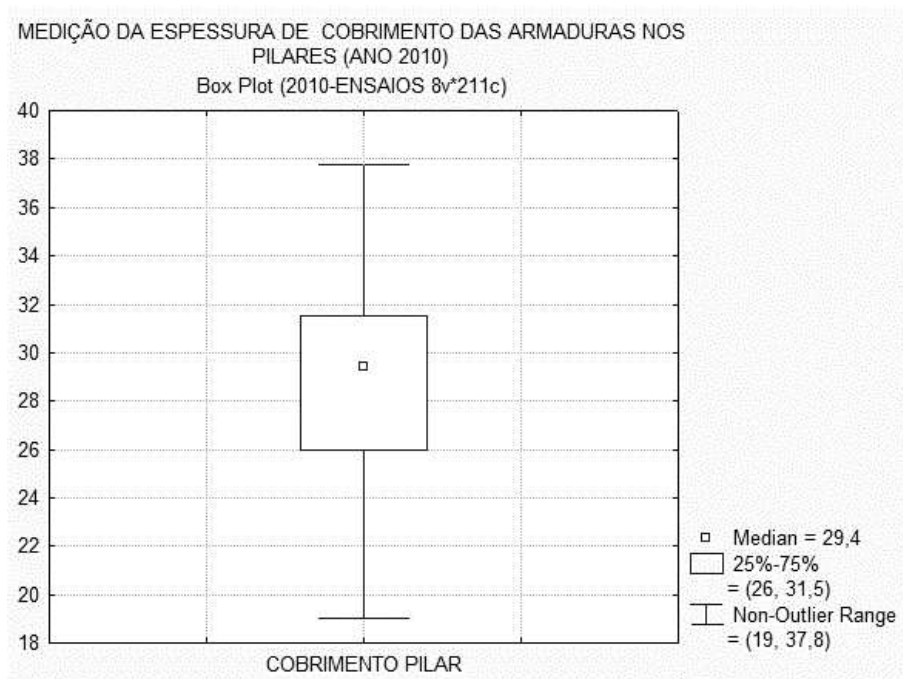 MEDIÇÃO DA ESPESSURA DE COBRIMENTO DAS ARMADURAS NOS
PILARES (ANO 2010)
Box Plot (2010-ENSAIOS 8v*211c)
40
38
36
34
32
30
28
26
24
22
20
18
COBRIMENTO PILAR
Median = 29,4
25%-75%
= (26, 31,5)
Non-Outlier Range
= (19, 37,8)